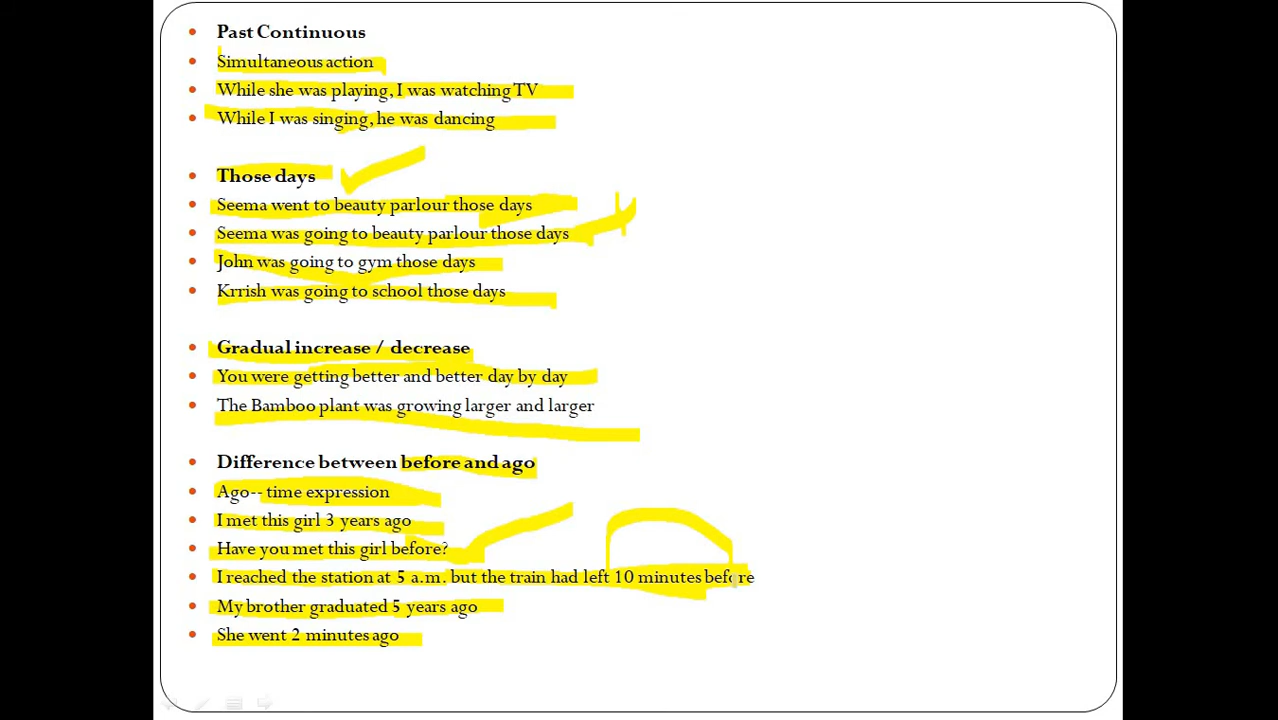 Past Continuous
Simultaneous action
While she was playing, I was watching TV
While I was singing, he was dancing
Those days
Seema went to beauty parlour those days
Seema was going to beauty parlour those days
John was going to gym those days
Krrish was going to school those days
Gradual increase / decrease
You were getting better and better day by day
The Bamboo plant was growing larger and larger
Difference between before and ago
Ago-- time expression
I met this girl 3 years ago
Have you met this girl before?
I reached the station at 5 a.m. but the train had left 10 minutes before
My brother graduated 5 years ago
She went 2 minutes ago